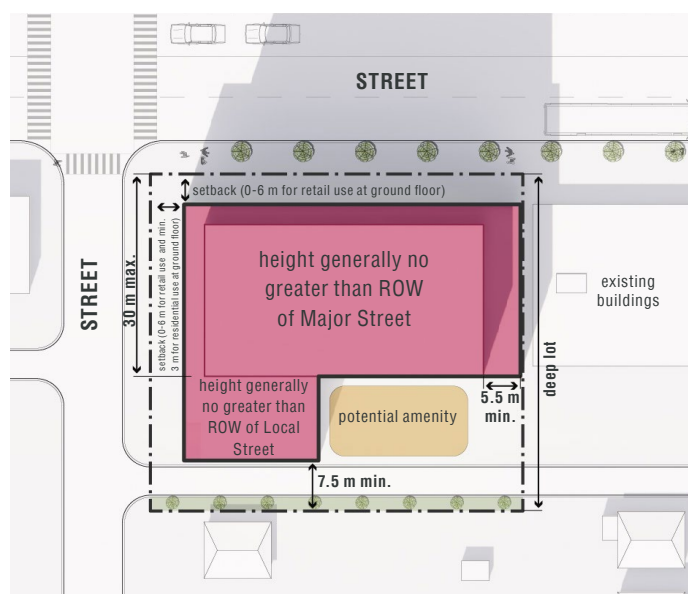 STREET
setback (0-6 m for retail use at ground floor)
STREET
30 m max.
setback (0-6 m for retail use and min.
3 m for residential use at ground floor)
height generally no
greater than ROW
of Major Street
existing
buildings
deep lot
height generally
no greater than
ROW of Local
Street
potential amenity
5.5 m
min.
7.5 m min.